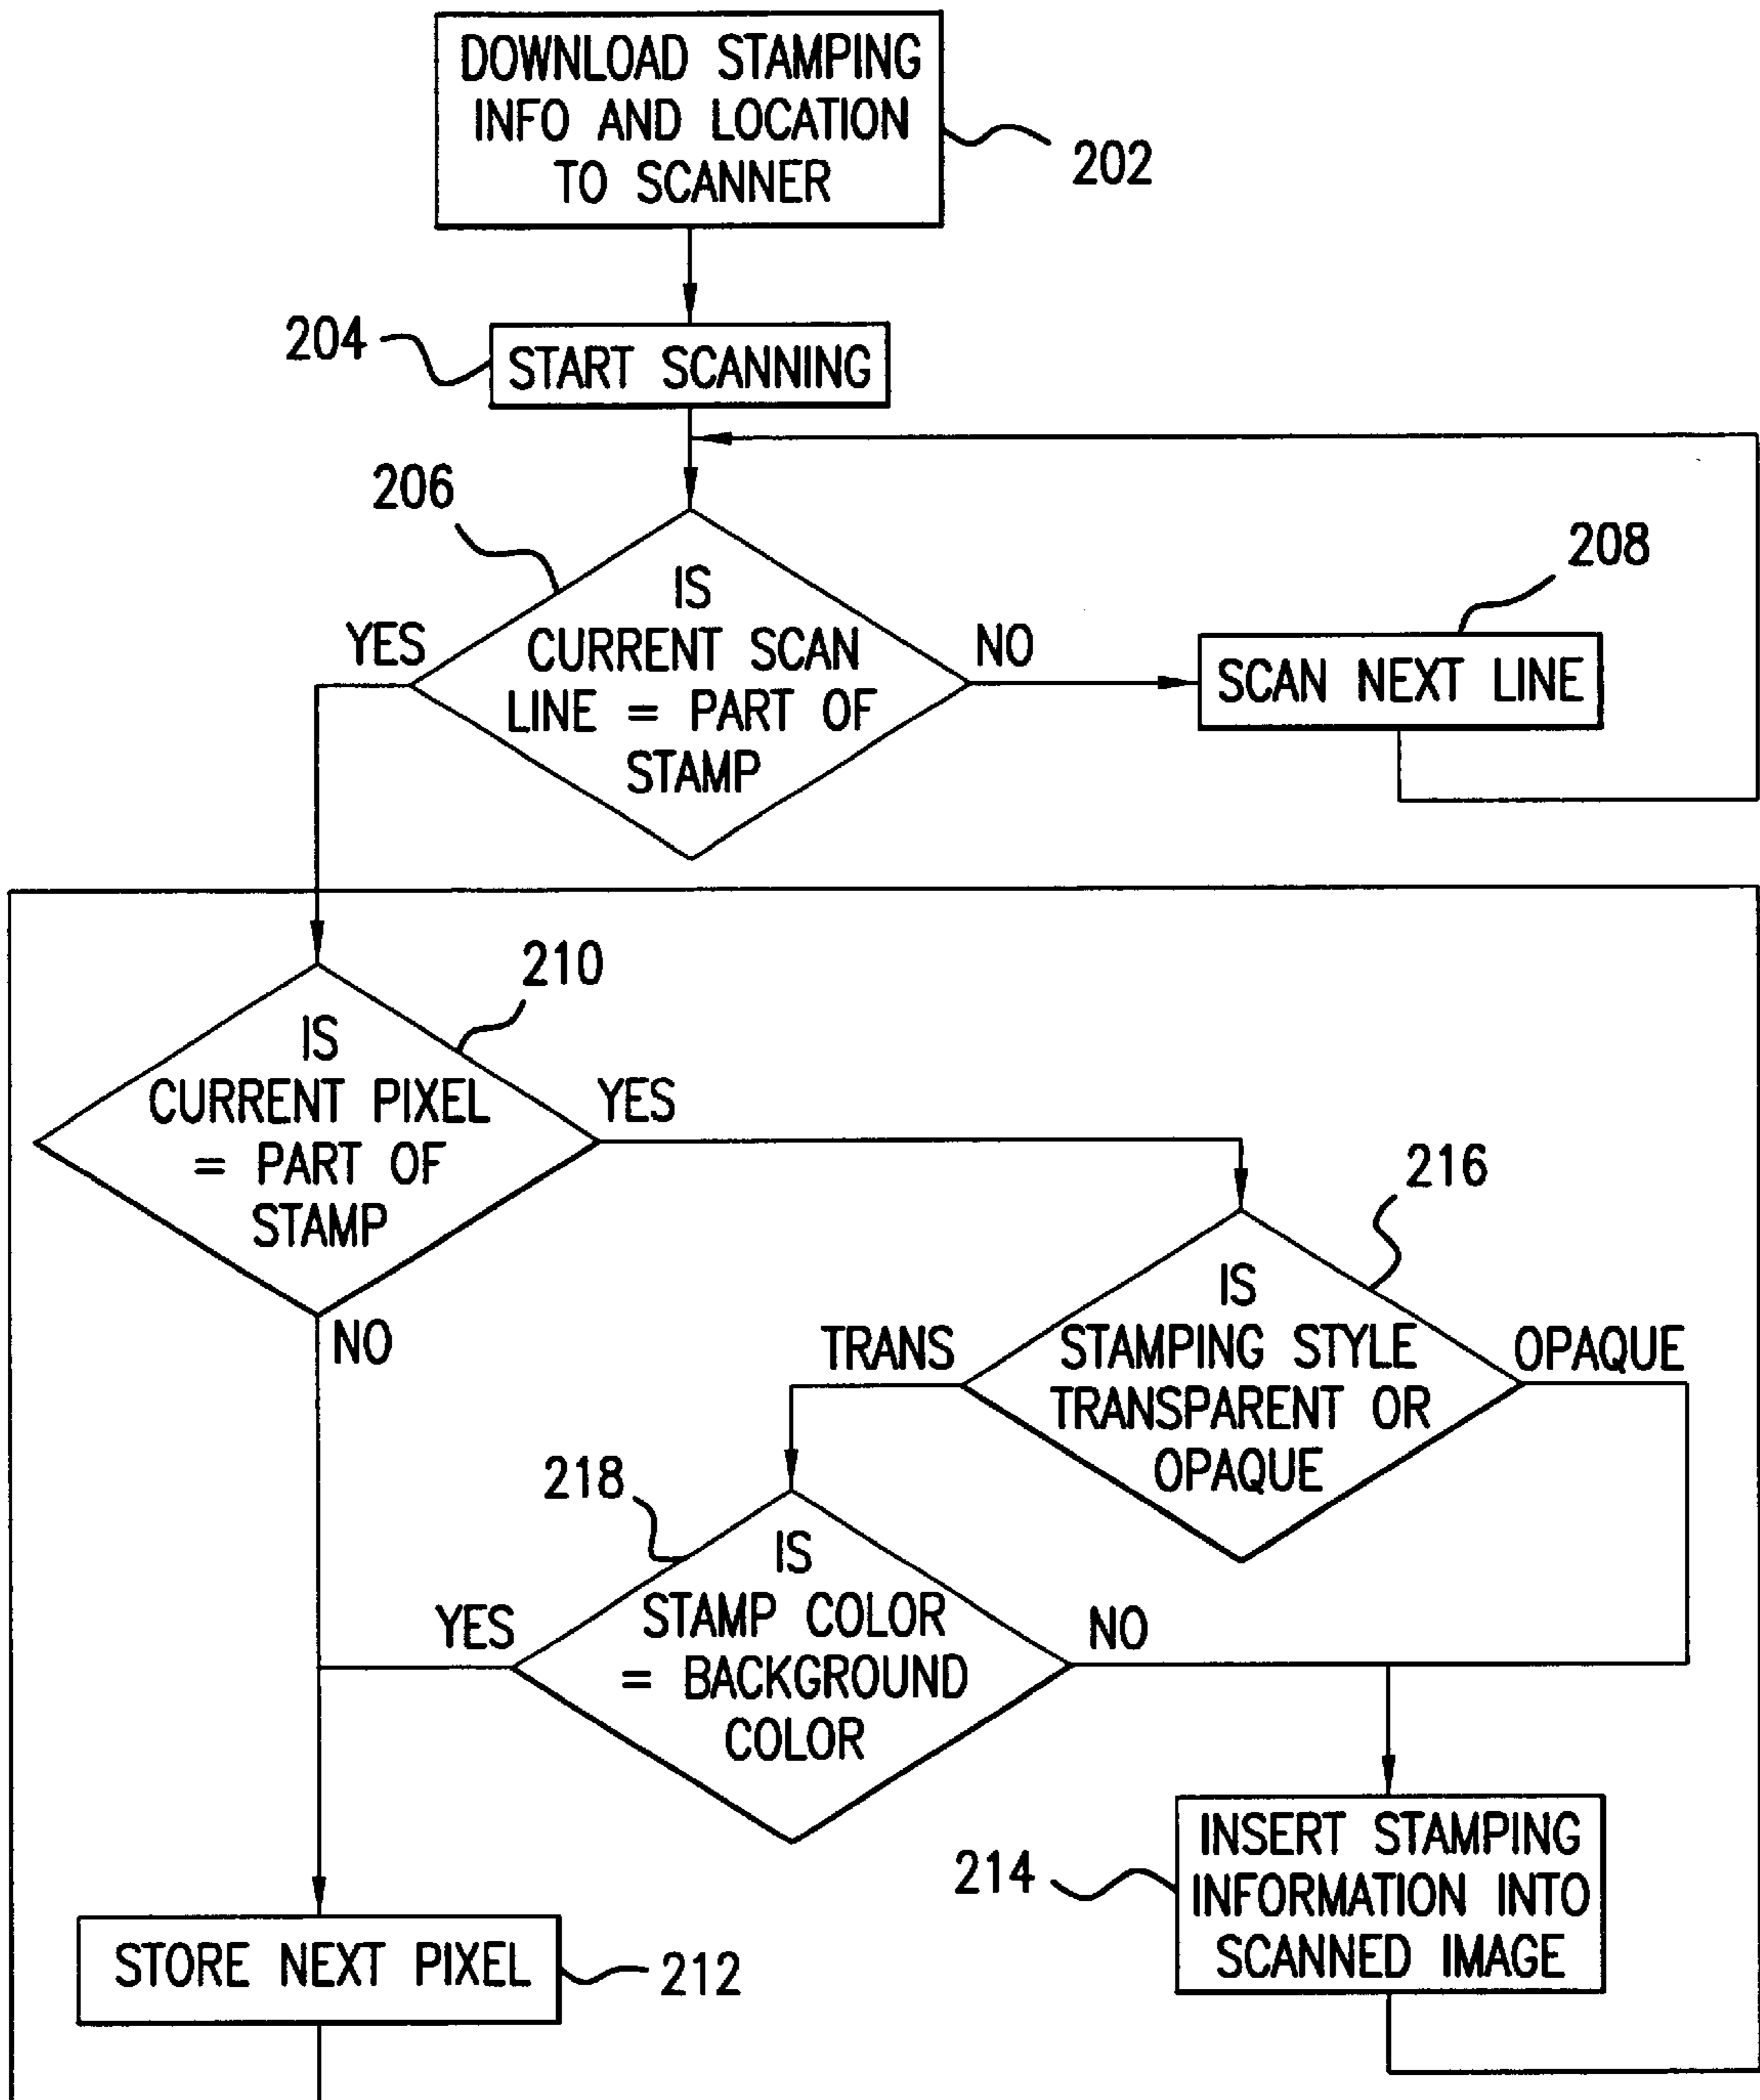 DOWNLOAD STAMPING
INFO AND LOCATION
TO SCANNER
202
204
START SCANNING
206
IS
CURRENT SCAN
LINE = PART OF
STAMP
YES
NO
208
SCAN NEXT LINE
210
IS
CURRENT PIXEL
= PART OF
STAMP
YES
NO
216
IS
STAMPING STYLE
TRANSPARENT OR
OPAQUE
TRANS
OPAQUE
218
IS
STAMP COLOR
= BACKGROUND
COLOR
YES
NO
214
INSERT STAMPING
INFORMATION INTO
SCANNED IMAGE
STORE NEXT PIXEL
212